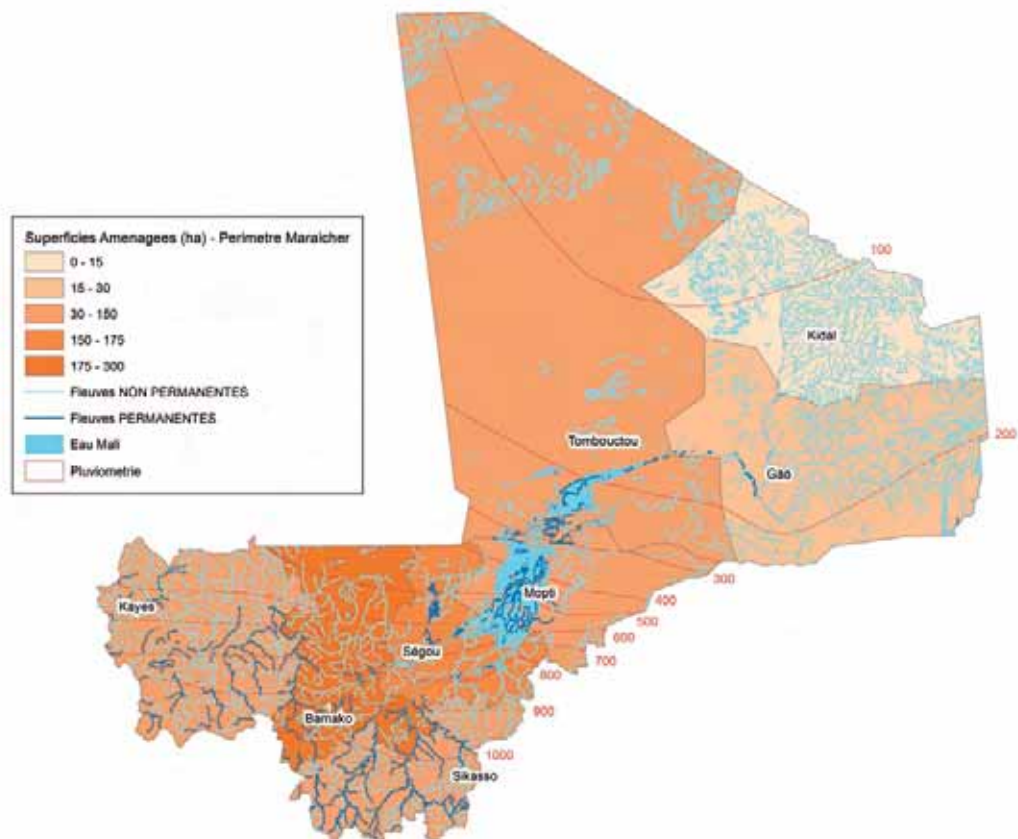 Superficies Amenagees (ha) - Perimetre Maraicher
0 - 15
15 - 30
30 - 150
150 - 175
175 - 300
Fleuves NON PERMANENTES
Fleuves PERMANENTES
Eau Mali
Pluviometrie
100
Kidal
200
Tombouctou
Gao
300
Mopti
400
500
Kayes
600
Ségou
700
800
900
Bamako
1000
Sikasso